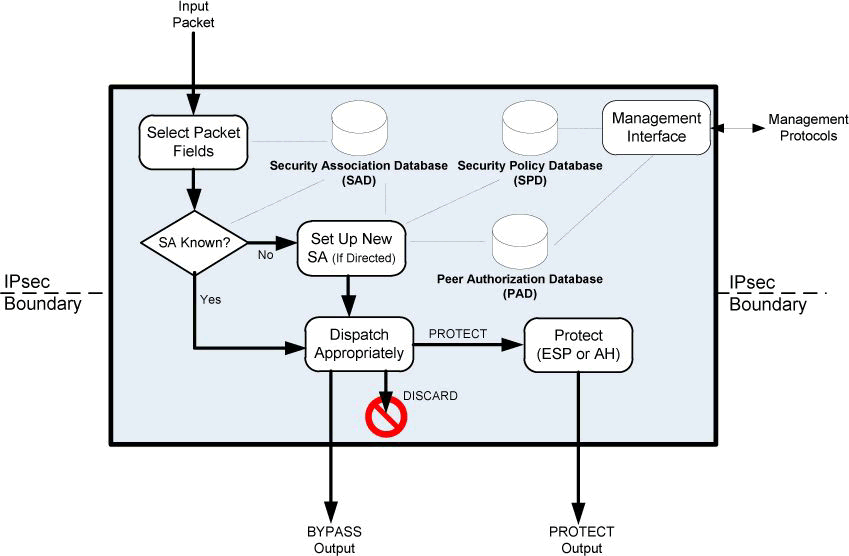 Input
Packet
Select Packet
Fields
Security Association Database
(SAD)
Security Policy Database
(SPD)
Management
Interface
Management
Protocols
SA Known?
No
Set Up New
SA (If Directed)
Peer Authorization Database
(PAD)
IPsec
Boundary
Yes
IPsec
Boundary
Dispatch
Appropriately
PROTECT
Protect
(ESP or AH)
DISCARD
BYPASS
Output
PROTECT
Output